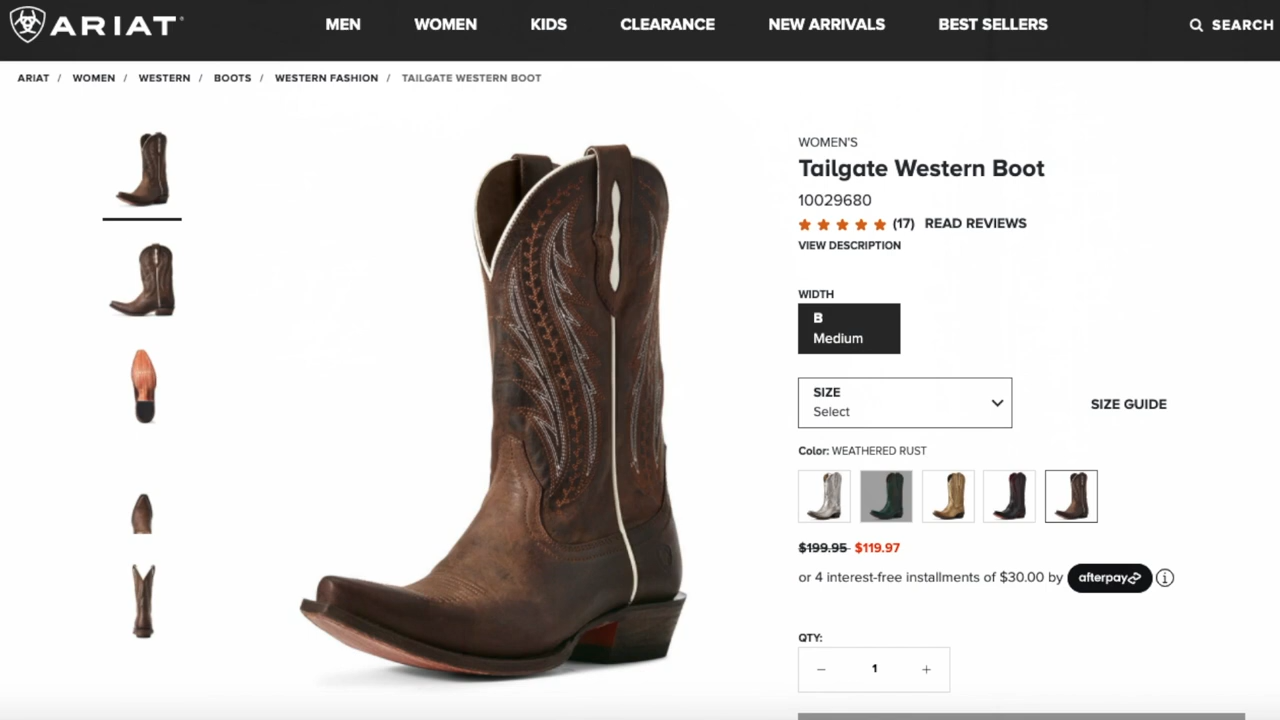 ARIAT
MEN
WOMEN
KIDS
CLEARANCE
NEW ARRIVALS
BEST SELLERS
SEARCH
ARIAT / WOMEN / WESTERN / BOOTS / WESTERN FASHION / TAILGATE WESTERN BOOT
WOMEN'S
Tailgate Western Boot
10029680
(17) READ REVIEWS
VIEW DESCRIPTION
WIDTH
B
Medium
SIZE
Select
SIZE GUIDE
Color: WEATHERED RUST
$199.95 $119.97
or 4 interest-free installments of $30.00 by afterpay
QTY:
− 1 +